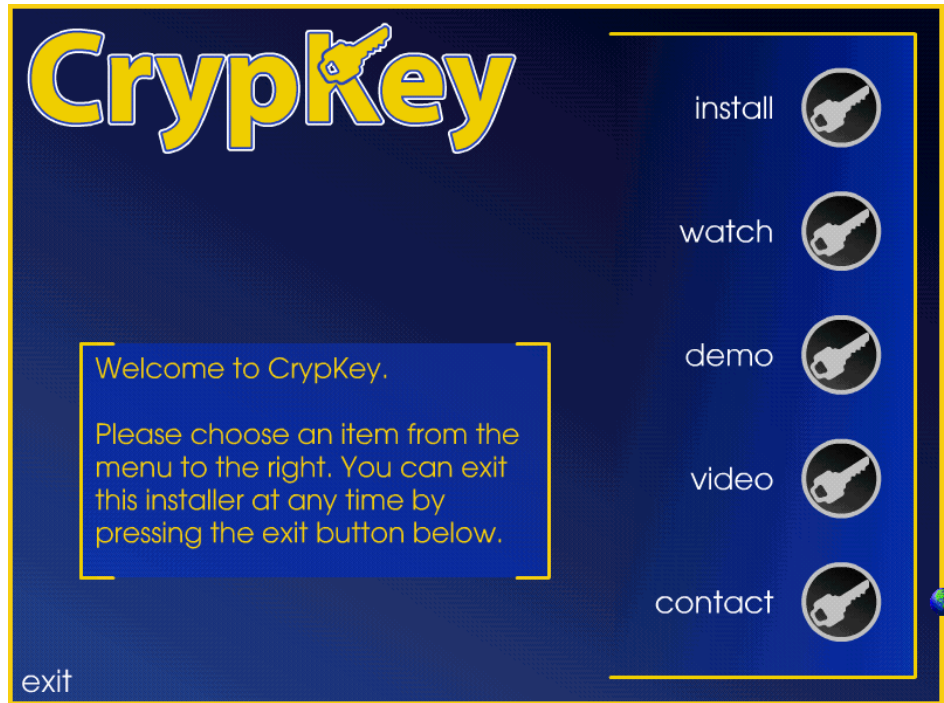 CrypKey
install
watch
demo
video
contact
Welcome to CrypKey.
Please choose an item from the
menu to the right. You can exit
this installer at any time by
pressing the exit button below.
exit